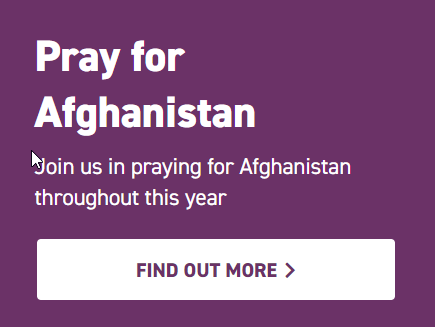 Pray for
Afghanistan
Join us in praying for Afghanistan
throughout this year
FIND OUT MORE